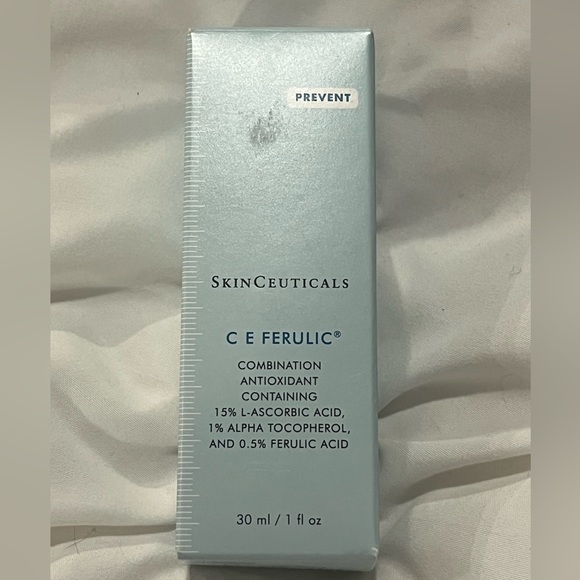 PREVENT
SKINCEUTICALS
C E FERULIC®
COMBINATION
ANTIOXIDANT
CONTAINING
15% L-ASCORBIC ACID,
1% ALPHA TOCOPHEROL,
AND 0.5% FERULIC ACID
30 ml / 1 fl oz